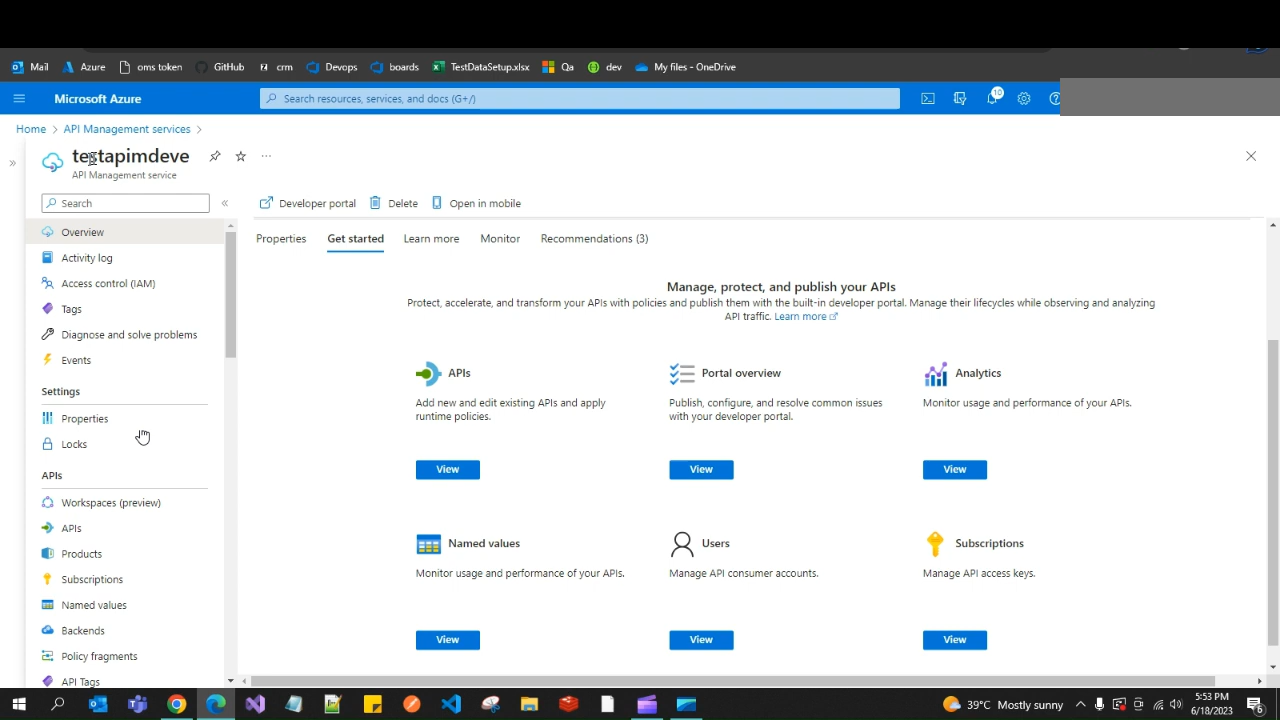 Mail Azure oms token GitHub crm Devops boards TestDataSetup.xlsx Qa dev My files - OneDrive
Microsoft Azure Search resources, services, and docs (G+/) 10
Home > API Management services >
testapimdeve
API Management service
Search
Developer portal Delete Open in mobile
Overview
Activity log
Access control (IAM)
Tags
Diagnose and solve problems
Events
Settings
Properties
Locks
APIs
Workspaces (preview)
APIs
Products
Subscriptions
Named values
Backends
Policy fragments
API Tags
Properties Get started Learn more Monitor Recommendations (3)
Manage, protect, and publish your APIs
Protect, accelerate, and transform your APIs with policies and publish them with the built-in developer portal. Manage their lifecycles while observing and analyzing
API traffic. Learn more
APIs
Add new and edit existing APIs and apply
runtime policies.
View
Portal overview
Publish, configure, and resolve common issues
with your developer portal.
View
Analytics
Monitor usage and performance of your APIs.
View
Named values
Monitor usage and performance of your APIs.
View
Users
Manage API consumer accounts.
View
Subscriptions
Manage API access keys.
View
39°C Mostly sunny
5:53 PM
6/18/2023
6